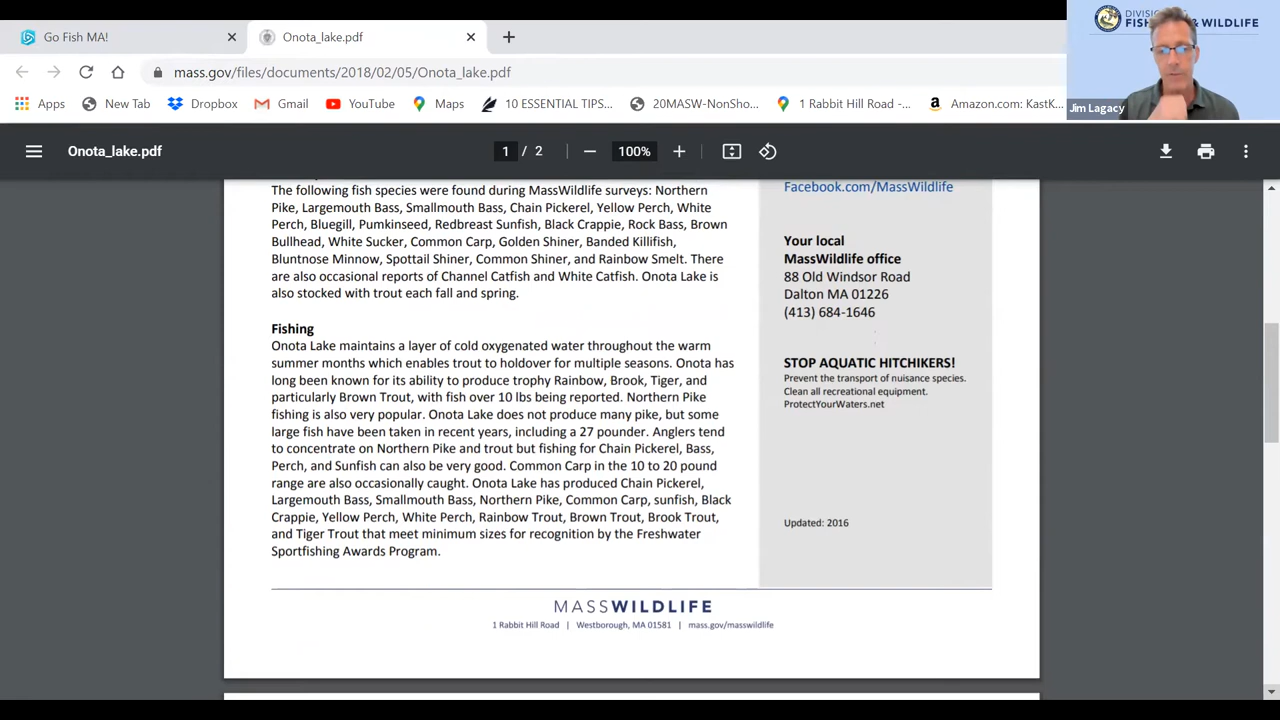 Go Fish MA!
Onota_lake.pdf
mass.gov/files/documents/2018/02/05/Onota_lake.pdf
Apps
New Tab
Dropbox
Gmail
YouTube
Maps
10 ESSENTIAL TIPS...
20MASW-NonSho...
1 Rabbit Hill Road -...
Amazon.com: KastK...
FISH
& WILDLIFE
Jim Lagacy
Onota_lake.pdf
1 / 2
100%
The following fish species were found during MassWildlife surveys: Northern
Pike, Largemouth Bass, Smallmouth Bass, Chain Pickerel, Yellow Perch, White
Perch, Bluegill, Pumkinseed, Redbreast Sunfish, Black Crappie, Rock Bass, Brown
Bullhead, White Sucker, Common Carp, Golden Shiner, Banded Killifish,
Bluntnose Minnow, Spottail Shiner, Common Shiner, and Rainbow Smelt. There
are also occasional reports of Channel Catfish and White Catfish. Onota Lake is
also stocked with trout each fall and spring.
Fishing
Onota Lake maintains a layer of cold oxygenated water throughout the warm
summer months which enables trout to holdover for multiple seasons. Onota has
long been known for its ability to produce trophy Rainbow, Brook, Tiger, and
particularly Brown Trout, with fish over 10 lbs being reported. Northern Pike
fishing is also very popular. Onota Lake does not produce many pike, but some
large fish have been taken in recent years, including a 27 pounder. Anglers tend
to concentrate on Northern Pike and trout but fishing for Chain Pickerel, Bass,
Perch, and Sunfish can also be very good. Common Carp in the 10 to 20 pound
range are also occasionally caught. Onota Lake has produced Chain Pickerel,
Largemouth Bass, Smallmouth Bass, Northern Pike, Common Carp, sunfish, Black
Crappie, Yellow Perch, White Perch, Rainbow Trout, Brown Trout, Brook Trout,
and Tiger Trout that meet minimum sizes for recognition by the Freshwater
Sportfishing Awards Program.
Facebook.com/MassWildlife
Your local
MassWildlife office
88 Old Windsor Road
Dalton MA 01226
(413) 684-1646
STOP AQUATIC HITCHIKERS!
Prevent the transport of nuisance species.
Clean all recreational equipment.
ProtectYourWaters.net
Updated: 2016
MASSWILDLIFE
1 Rabbit Hill Road | Westborough, MA 01581 | mass.gov/masswildlife